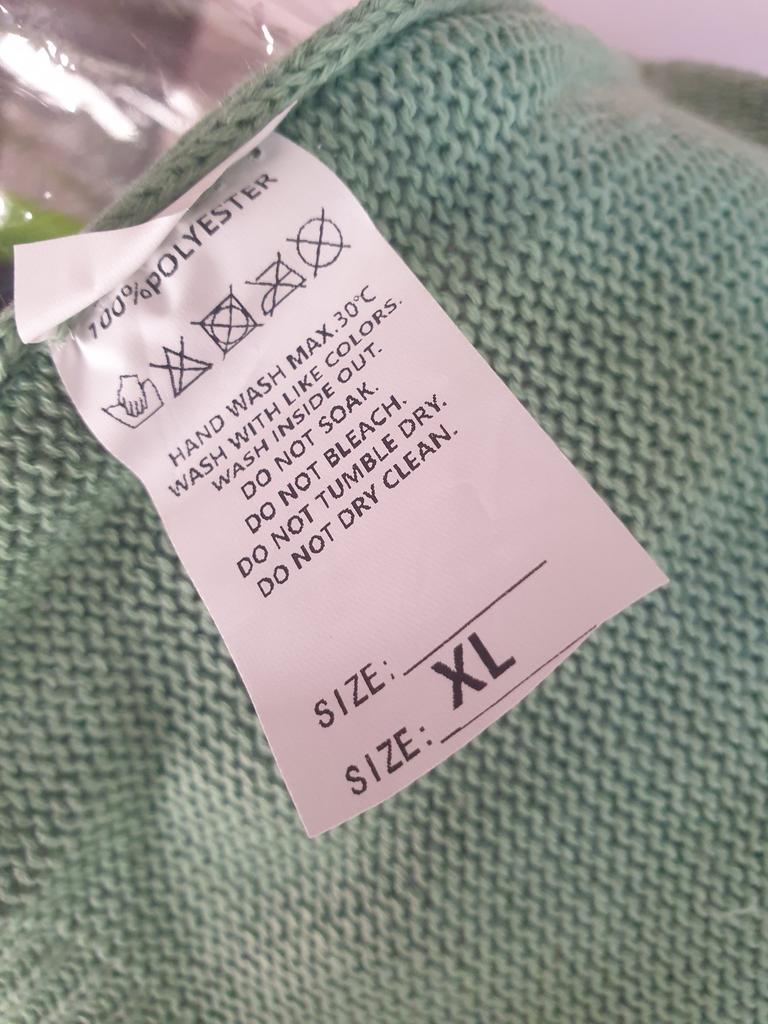 100%pOLYESTER
HAND WASH MAX.30°C
WASH WITH LIKE COLORS.
WASH INSIDE OUT.
DO NOT SOAK.
DO NOT BLEACH.
DO NOT TUMBLE DRY.
DO NOT DRY CLEAN.
SIZE:
XL
SIZE: